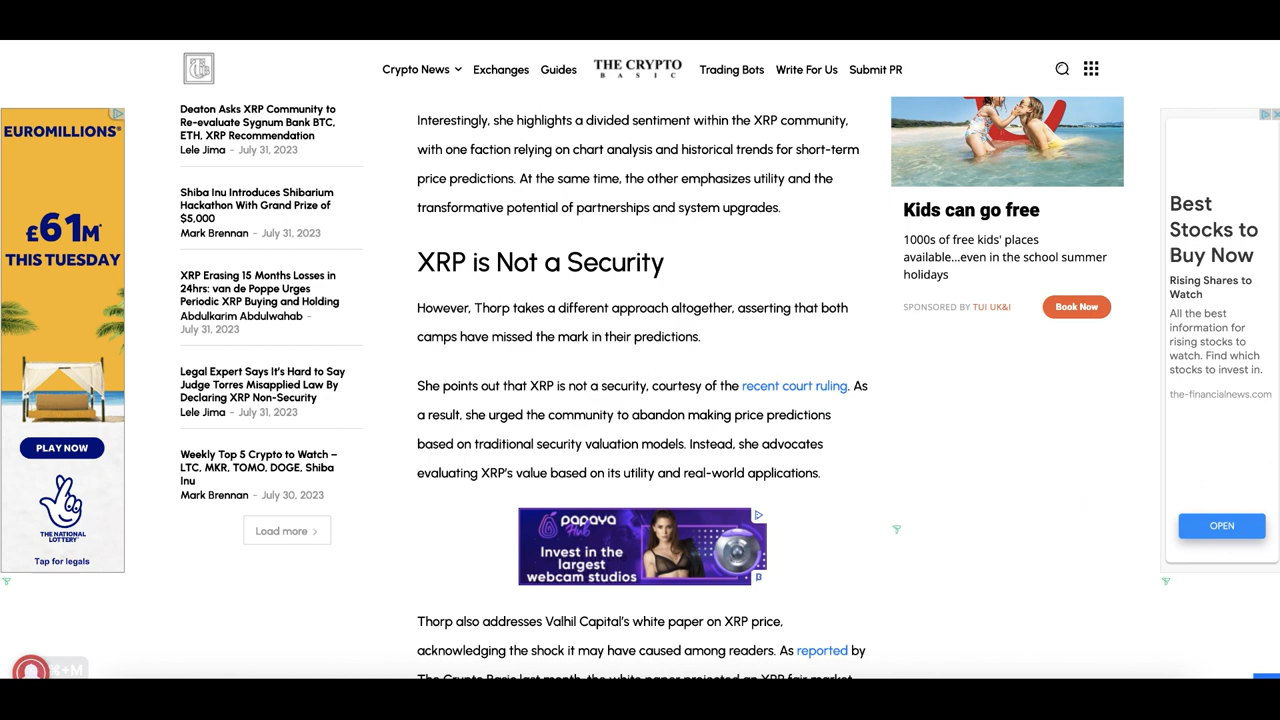 Crypto News
Exchanges
Guides
THE CRYPTO
BASIC
Trading Bots
Write For Us
Submit PR
EUROMILLIONS®
£61M*
THIS TUESDAY
PLAY NOW
THE NATIONAL
LOTTERY®
Tap for legals
Deaton Asks XRP Community to
Re-evaluate Sygnum Bank BTC,
ETH, XRP Recommendation
Lele Jima - July 31, 2023
Shiba Inu Introduces Shibarium
Hackathon With Grand Prize of
$5,000
Mark Brennan - July 31, 2023
XRP Erasing 15 Months Losses in
24hrs: van de Poppe Urges
Periodic XRP Buying and Holding
Abdulkarim Abdulwahab -
July 31, 2023
Legal Expert Says It's Hard to Say
Judge Torres Misapplied Law By
Declaring XRP Non-Security
Lele Jima - July 31, 2023
Weekly Top 5 Crypto to Watch –
LTC, MKR, TOMO, DOGE, Shiba
Inu
Mark Brennan - July 30, 2023
Load more
Interestingly, she highlights a divided sentiment within the XRP community,
with one faction relying on chart analysis and historical trends for short-term
price predictions. At the same time, the other emphasizes utility and the
transformative potential of partnerships and system upgrades.
XRP is Not a Security
However, Thorp takes a different approach altogether, asserting that both
camps have missed the mark in their predictions.
She points out that XRP is not a security, courtesy of the recent court ruling. As
a result, she urged the community to abandon making price predictions
based on traditional security valuation models. Instead, she advocates
evaluating XRP's value based on its utility and real-world applications.
papaya
Hub
Invest in the
largest
webcam studios
Thorp also addresses Valhil Capital's white paper on XRP price,
acknowledging the shock it may have caused among readers. As reported by
The Crypto Basic last month, the white paper projected an XRP fair market
Kids can go free
1000s of free kids' places
available...even in the school summer
holidays
SPONSORED BY TUI UK&I
Book Now
Best
Stocks to
Buy Now
Rising Shares to
Watch
All the best
information for
rising stocks to
watch. Find which
stocks to invest in.
the-financialnews.com
OPEN
⌘+M